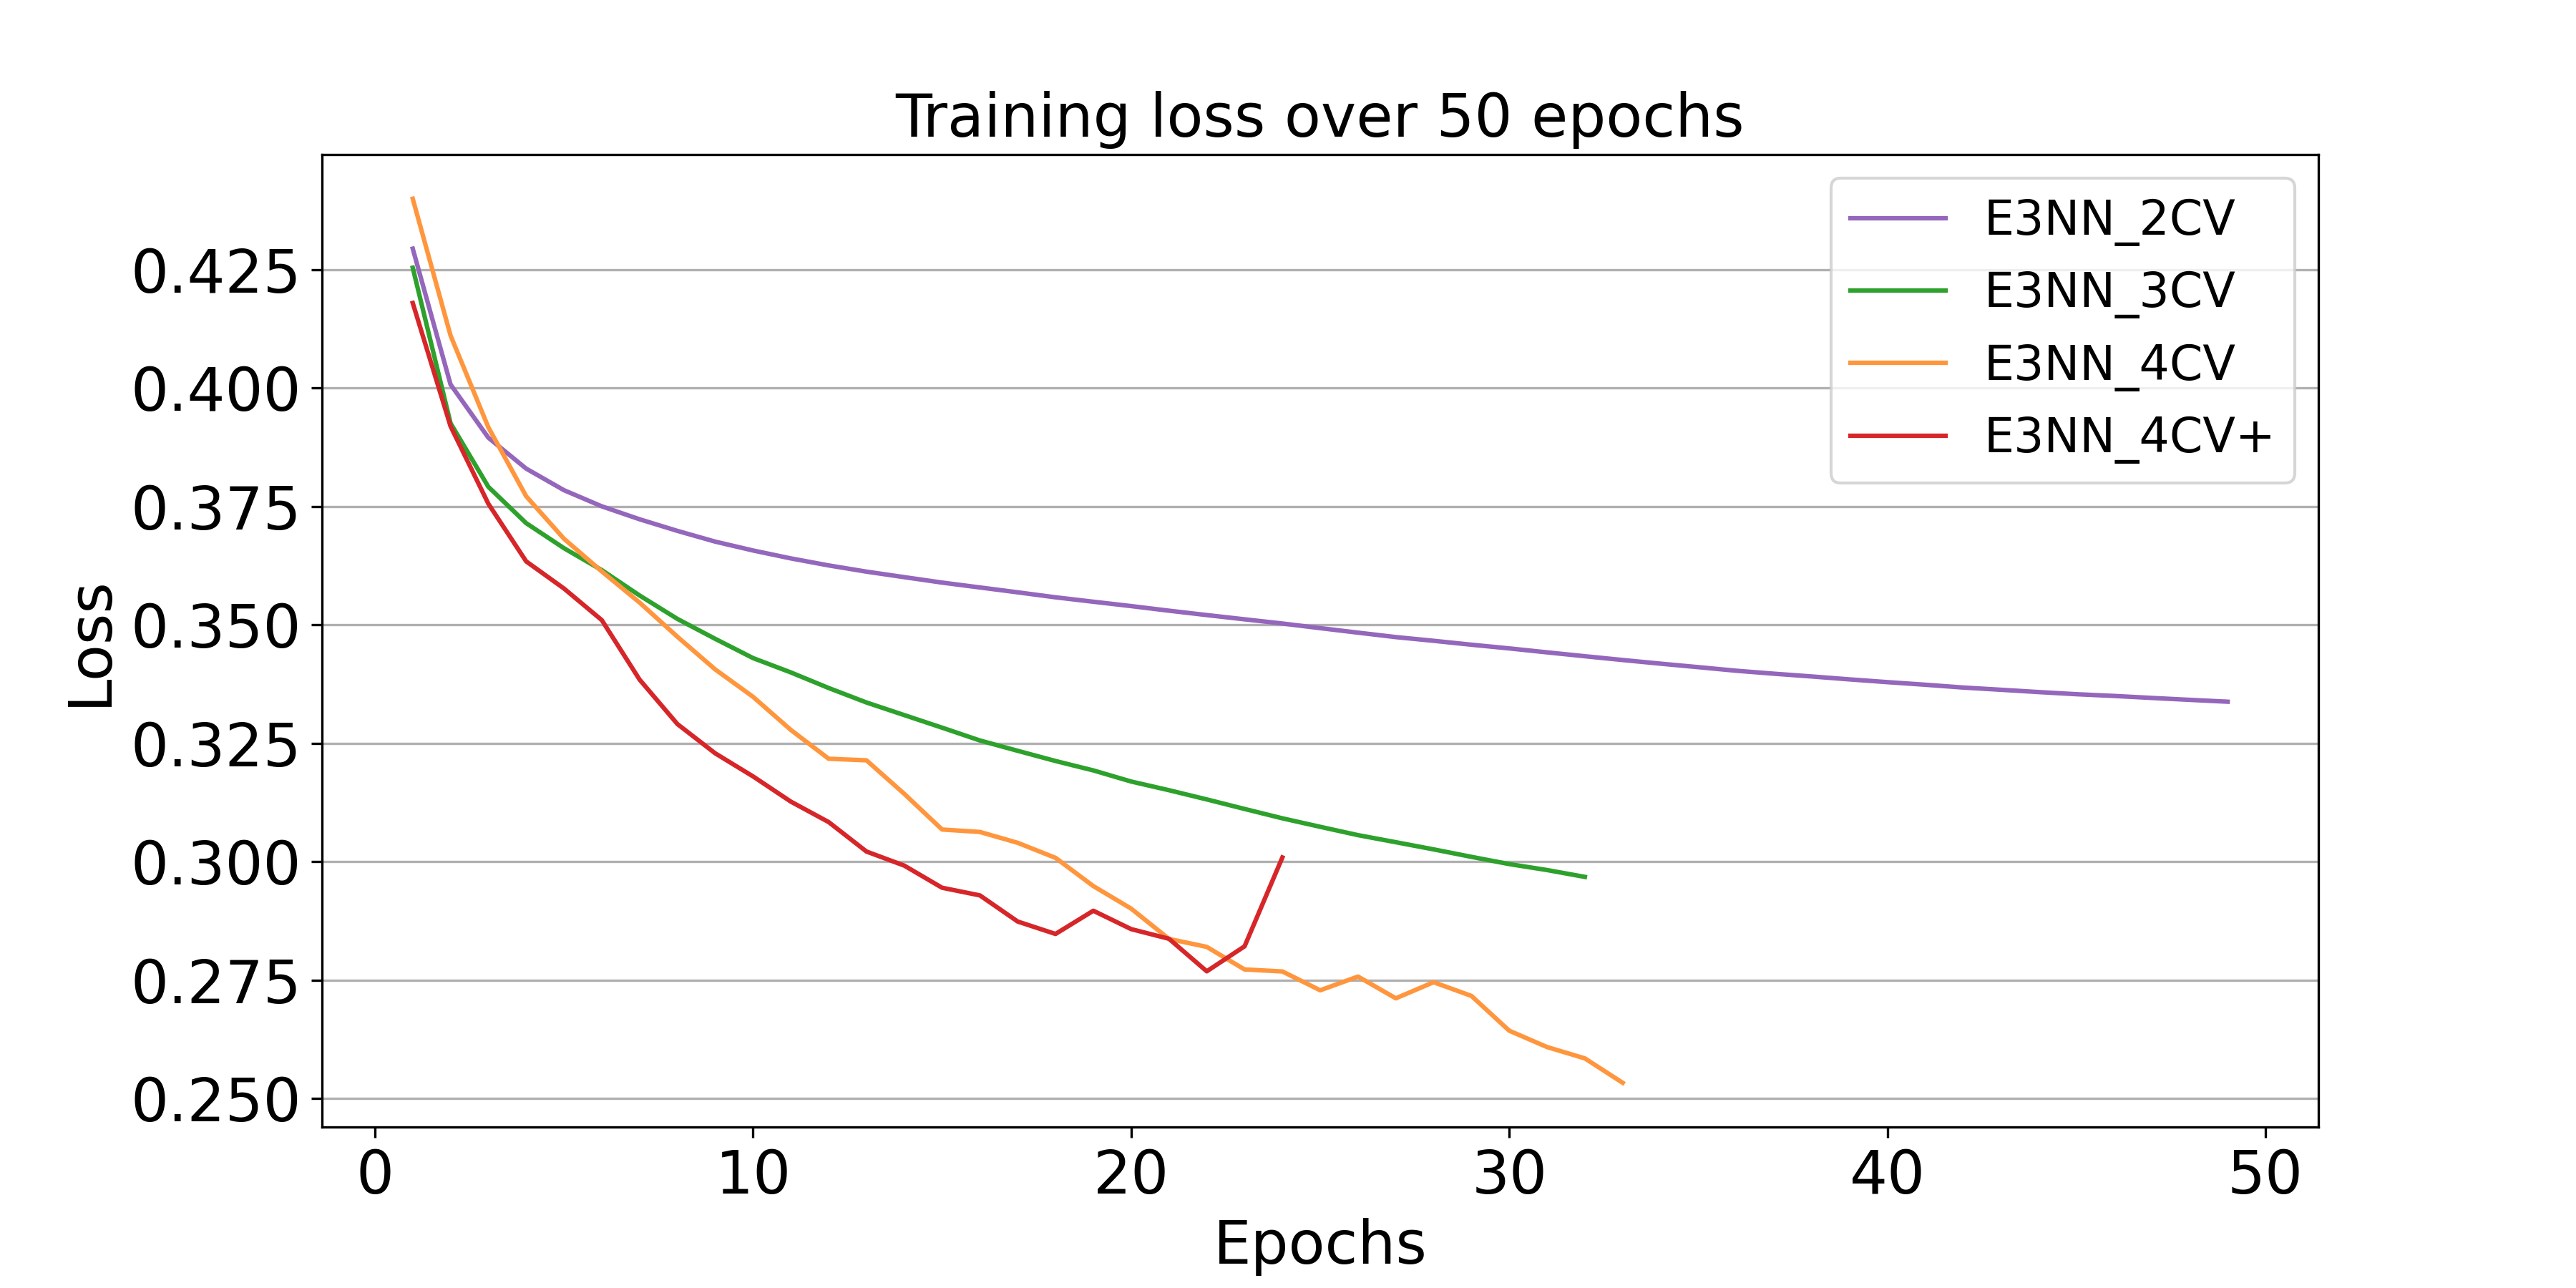 Training loss over 50 epochs
E3NN_2CV
E3NN_3CV
E3NN_4CV
E3NN_4CV+
Loss
0.425
0.400
0.375
0.350
0.325
0.300
0.275
0.250
0 10 20 30 40 50
Epochs